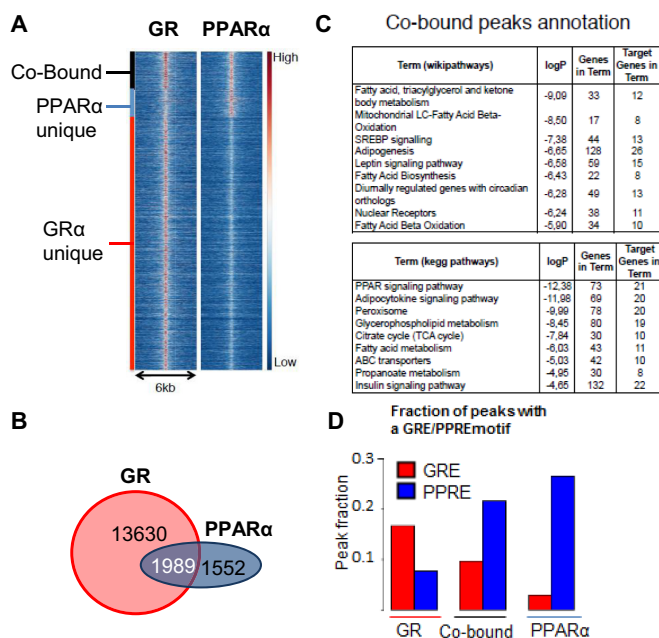 A
GR PPARα
High
Co-Bound
PPARα
unique
GRα
unique
Low
6kb
B
GR
PPARα
13630
1989 1552
C
Co-bound peaks annotation
Term (wikipathways) logP Genes in Term Target Genes in Term
Fatty acid, triacylglycerol and ketone
body metabolism -9,09 33 12
Mitochondrial LC-Fatty Acid Beta-
Oxidation -8,50 17 8
SREBP signalling -7,38 44 13
Adipogenesis -6,65 128 26
Leptin signaling pathway -6,58 59 15
Fatty Acid Biosynthesis -6,43 22 8
Diurnally regulated genes with circadian
orthologs -6,28 49 13
Nuclear Receptors -6,24 38 11
Fatty Acid Beta Oxidation -5,90 34 10
Term (kegg pathways) logP Genes in Term Target Genes in Term
PPAR signaling pathway -12,38 73 21
Adipocytokine signaling pathway -11,98 69 20
Peroxisome -9,99 78 20
Glycerophospholipid metabolism -8,45 80 19
Citrate cycle (TCA cycle) -7,84 30 10
Fatty acid metabolism -6,03 43 11
ABC transporters -5,03 42 10
Propanoate metabolism -4,95 30 8
Insulin signaling pathway -4,65 132 22
D
Fraction of peaks with
a GRE/PPREmotif
Peak fraction
0.3
0.2
0.1
GRE
PPRE
GR Co-bound PPARα